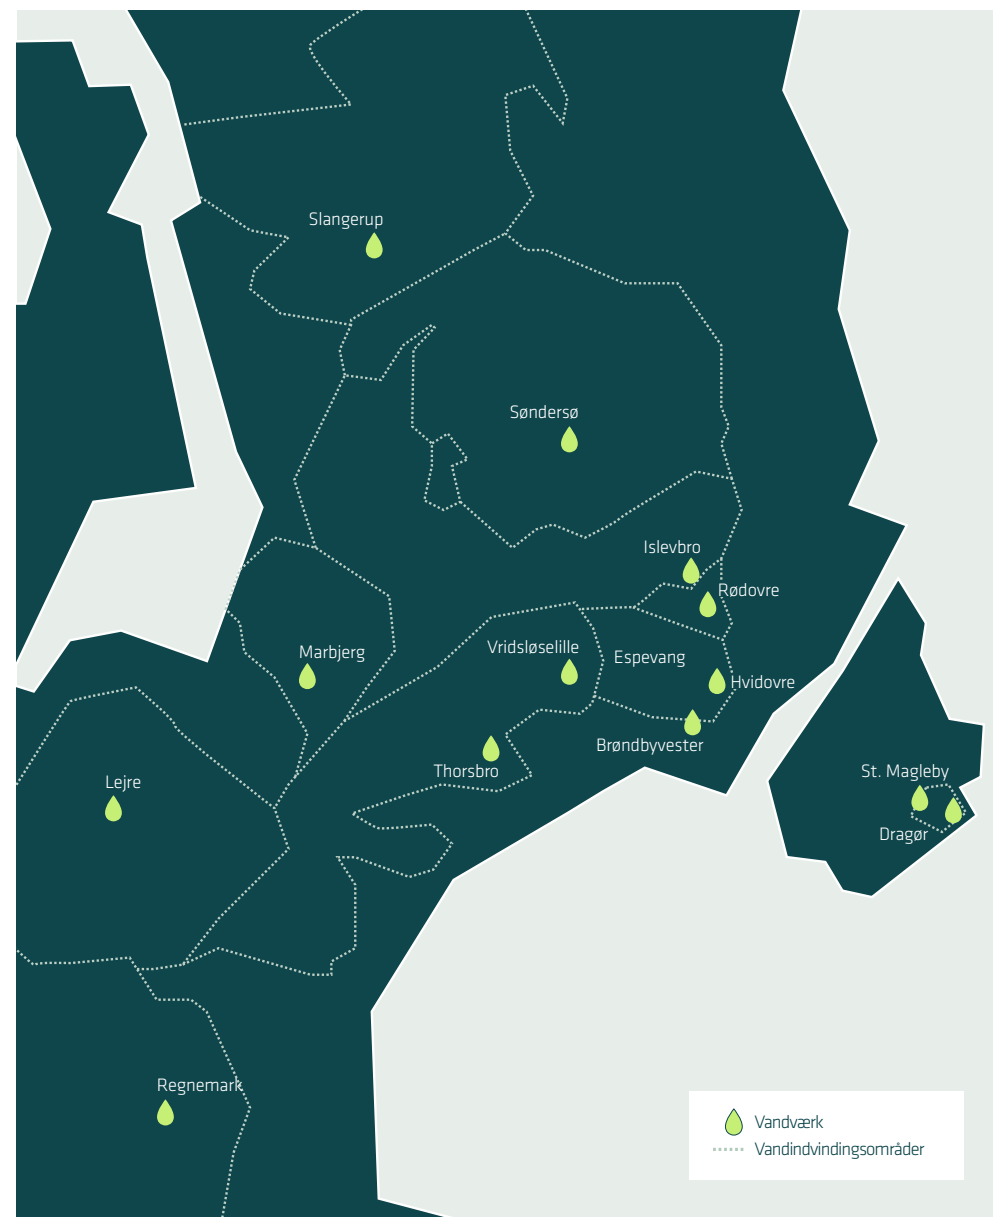 Slangerup
Søndersø
Islevbro
Rødovre
Vridsløselille
Espevang
Marbjerg
Hvidovre
Brøndbyvester
Thorsbro
St. Magleby
Lejre
Dragør
Regnemark
Vandværk
Vandindvindingsområder